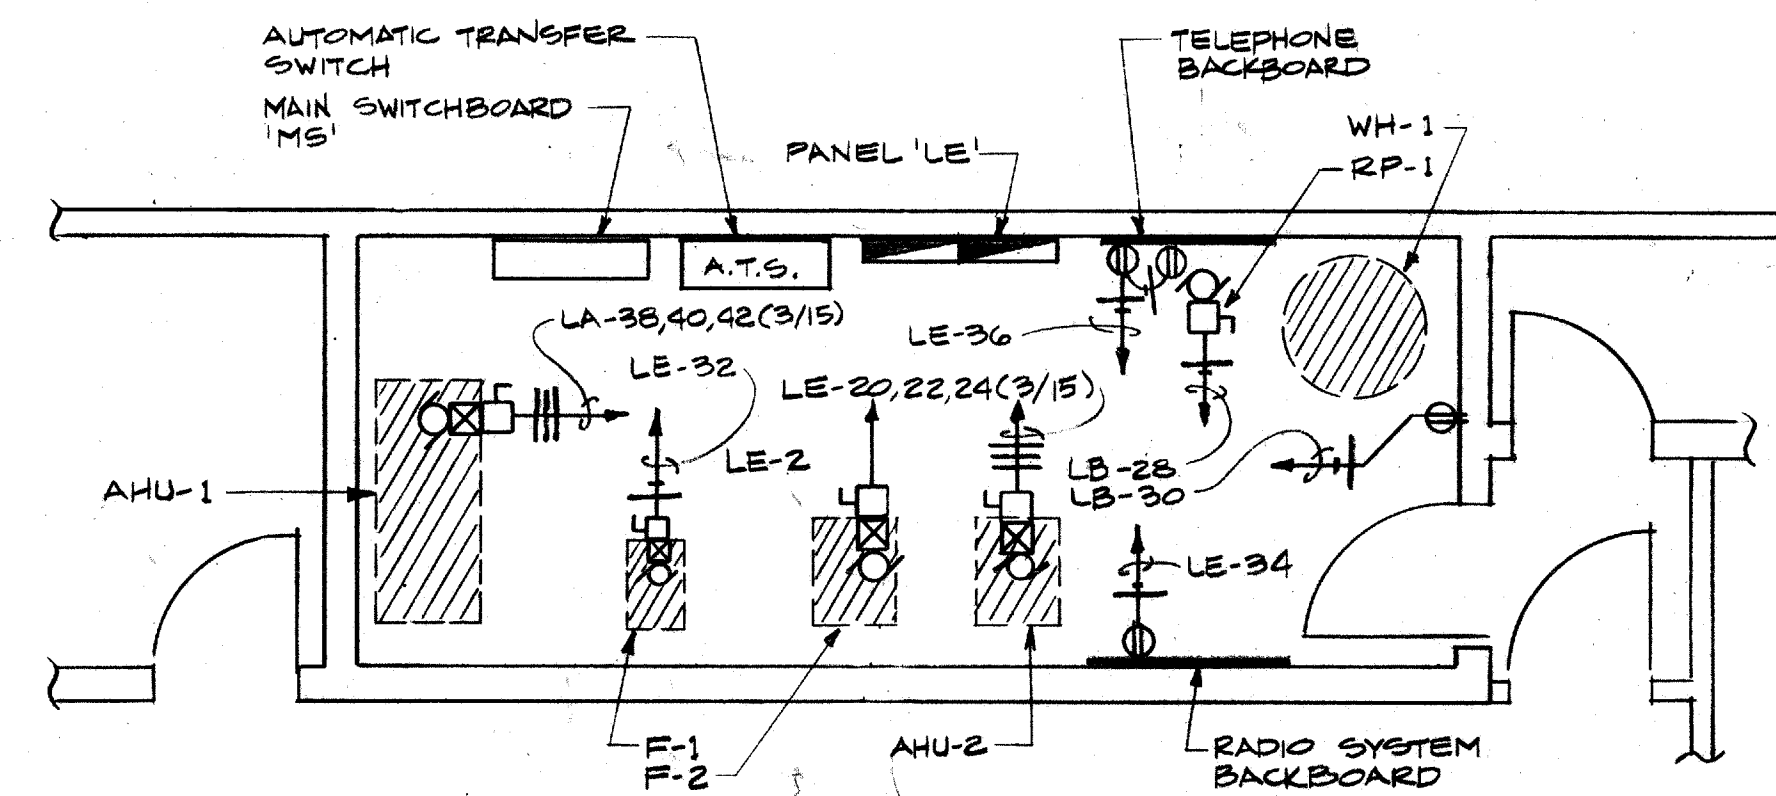 AUTOMATIC TRANSFER
SWITCH
MAIN SWITCHBOARD
'MS'
PANEL 'LE'
TELEPHONE
BACKBOARD
WH-1
RP-1
A.T.S.
LA-38,40,42(3/15)
LE-32
LE-36
LE-20,22,24(3/15)
LE-2
LB-28
LB-30
AHU-1
LE-34
F-1
F-2
AHU-2
RADIO SYSTEM
BACKBOARD